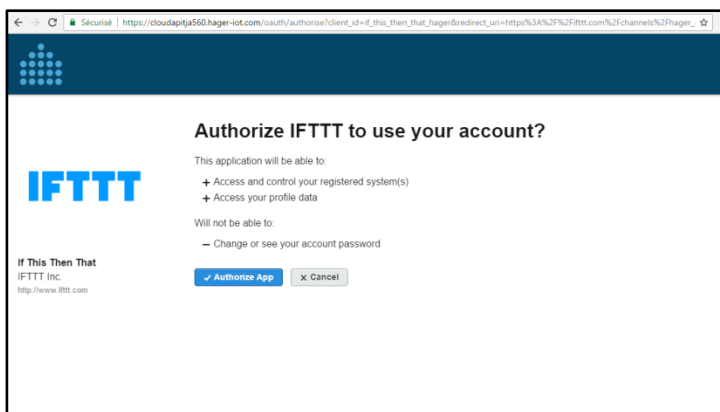 Sécurisé | https://cloudapitja560.hager-iot.com/oauth/authorise?client_id=if_this_then_that_hager&redirect_uri=https%3A%2F%2Fifttt.com%2Fchannels%2Fhager_
Authorize IFTTT to use your account?
This application will be able to:
+ Access and control your registered system(s)
+ Access your profile data
Will not be able to:
– Change or see your account password
IFTTT
If This Then That
IFTTT Inc.
http://www.ifttt.com
✓ Authorize App
x Cancel